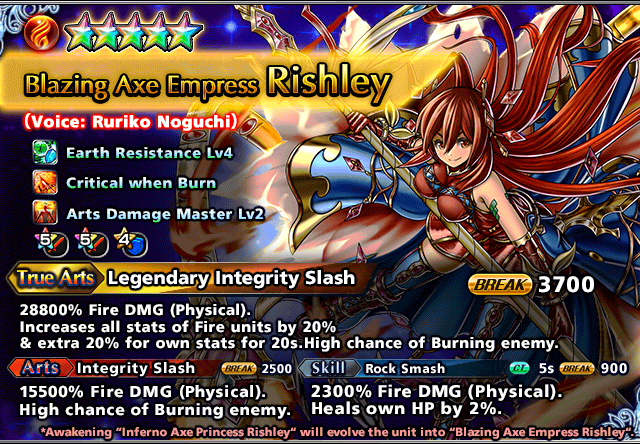 Blazing Axe Empress Rishley
(Voice: Ruriko Noguchi)
Earth Resistance Lv4
Critical when Burn
Arts Damage Master Lv2
5 5 4
True Arts Legendary Integrity Slash BREAK 3700
28800% Fire DMG (Physical).
Increases all stats of Fire units by 20%
& extra 20% for own stats for 20s.High chance of Burning enemy.
Arts Integrity Slash BREAK 2500 Skill Rock Smash CT 5s BREAK 900
15500% Fire DMG (Physical).
High chance of Burning enemy.
2300% Fire DMG (Physical).
Heals own HP by 2%.
*Awakening "Inferno Axe Princess Rishley" will evolve the unit into "Blazing Axe Empress Rishley"